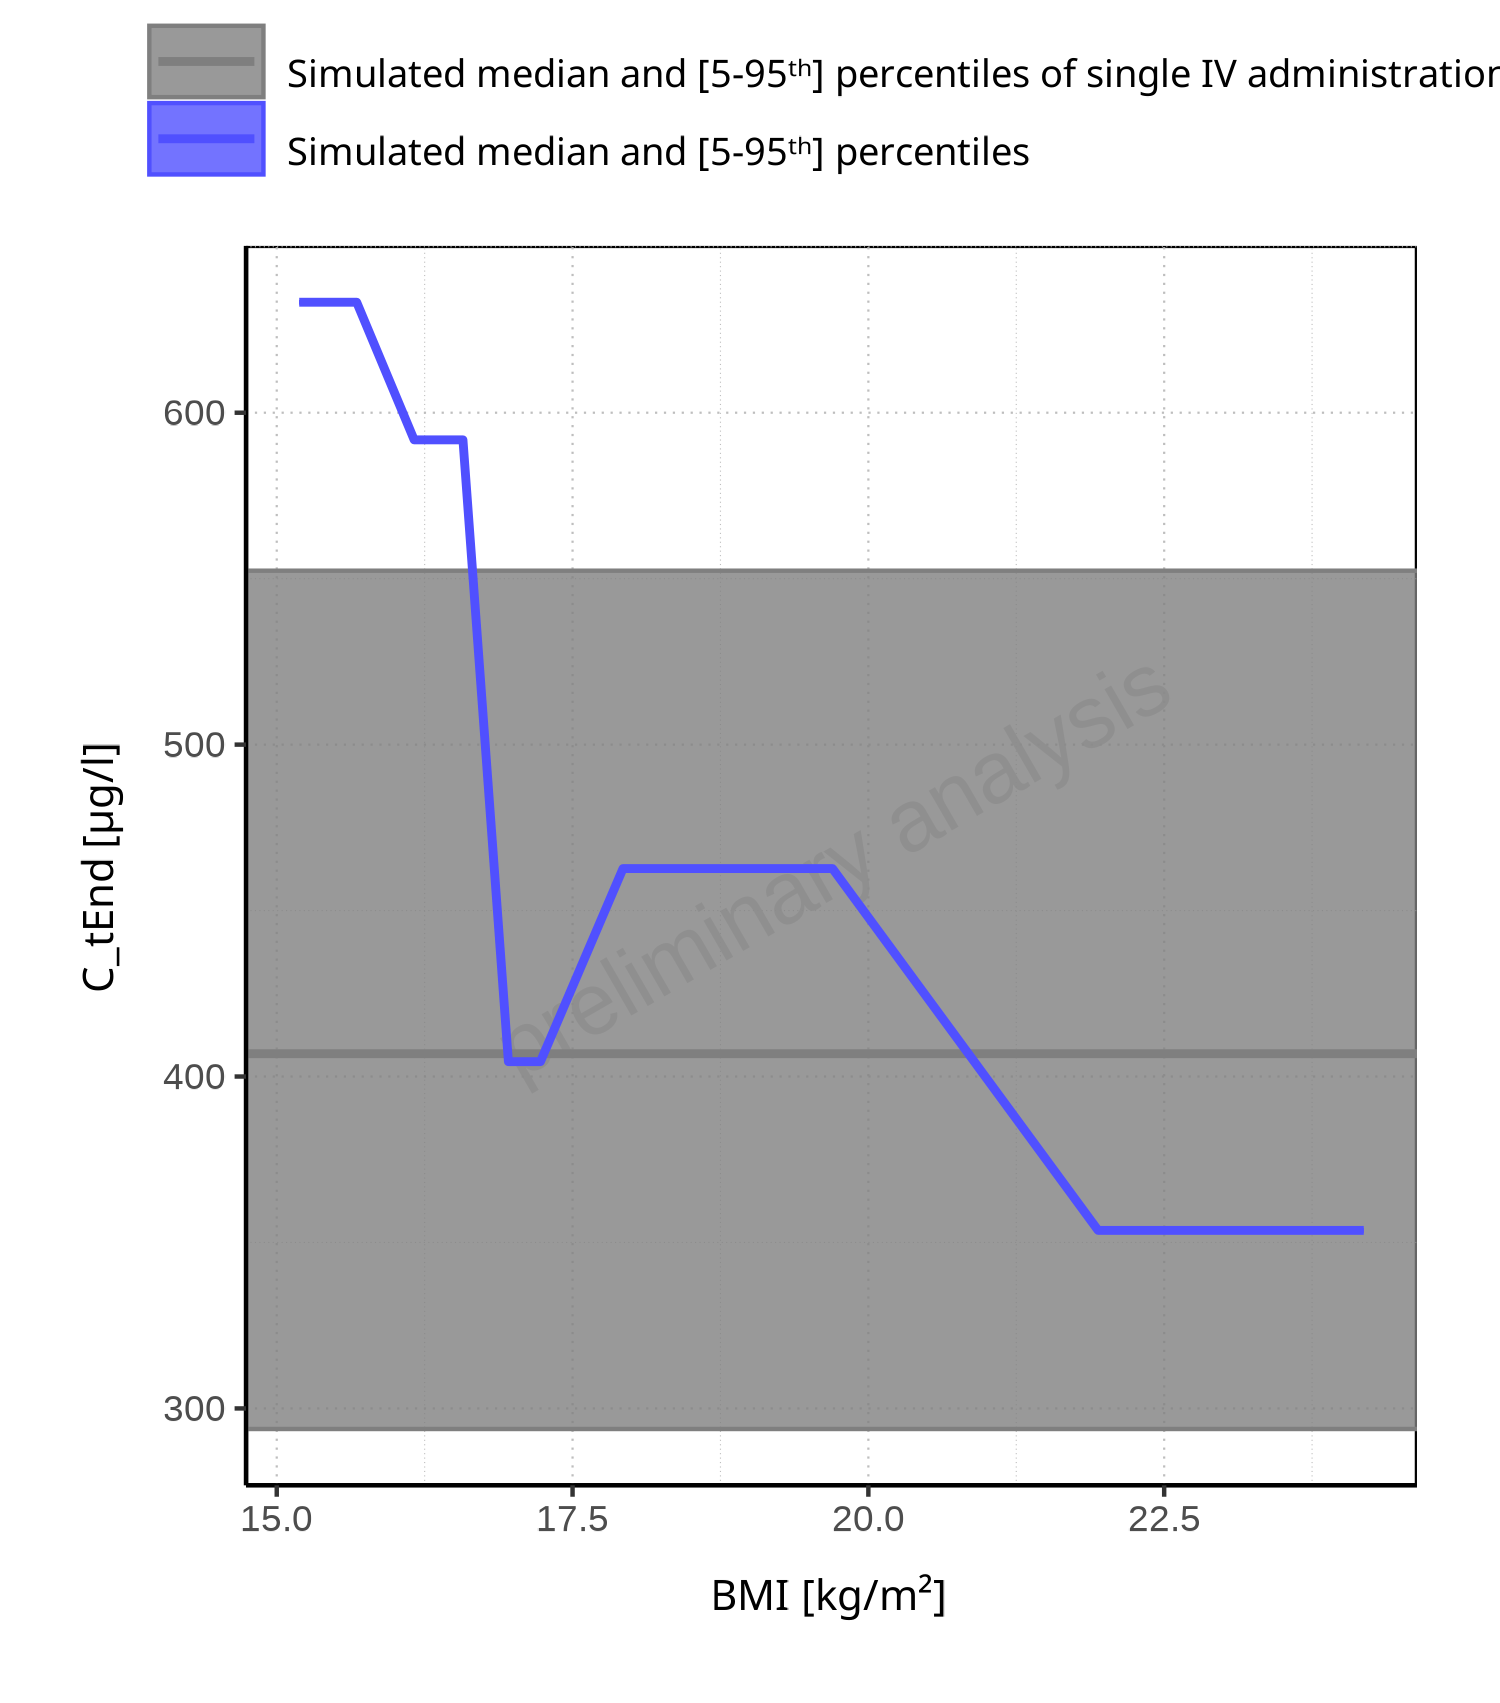 Simulated median and [5-95ᵗʰ] percentiles of single IV administration
Simulated median and [5-95ᵗʰ] percentiles
600
500
400
300
C_tEnd [µg/l]
preliminary analysis
15.0 17.5 20.0 22.5
BMI [kg/m²]